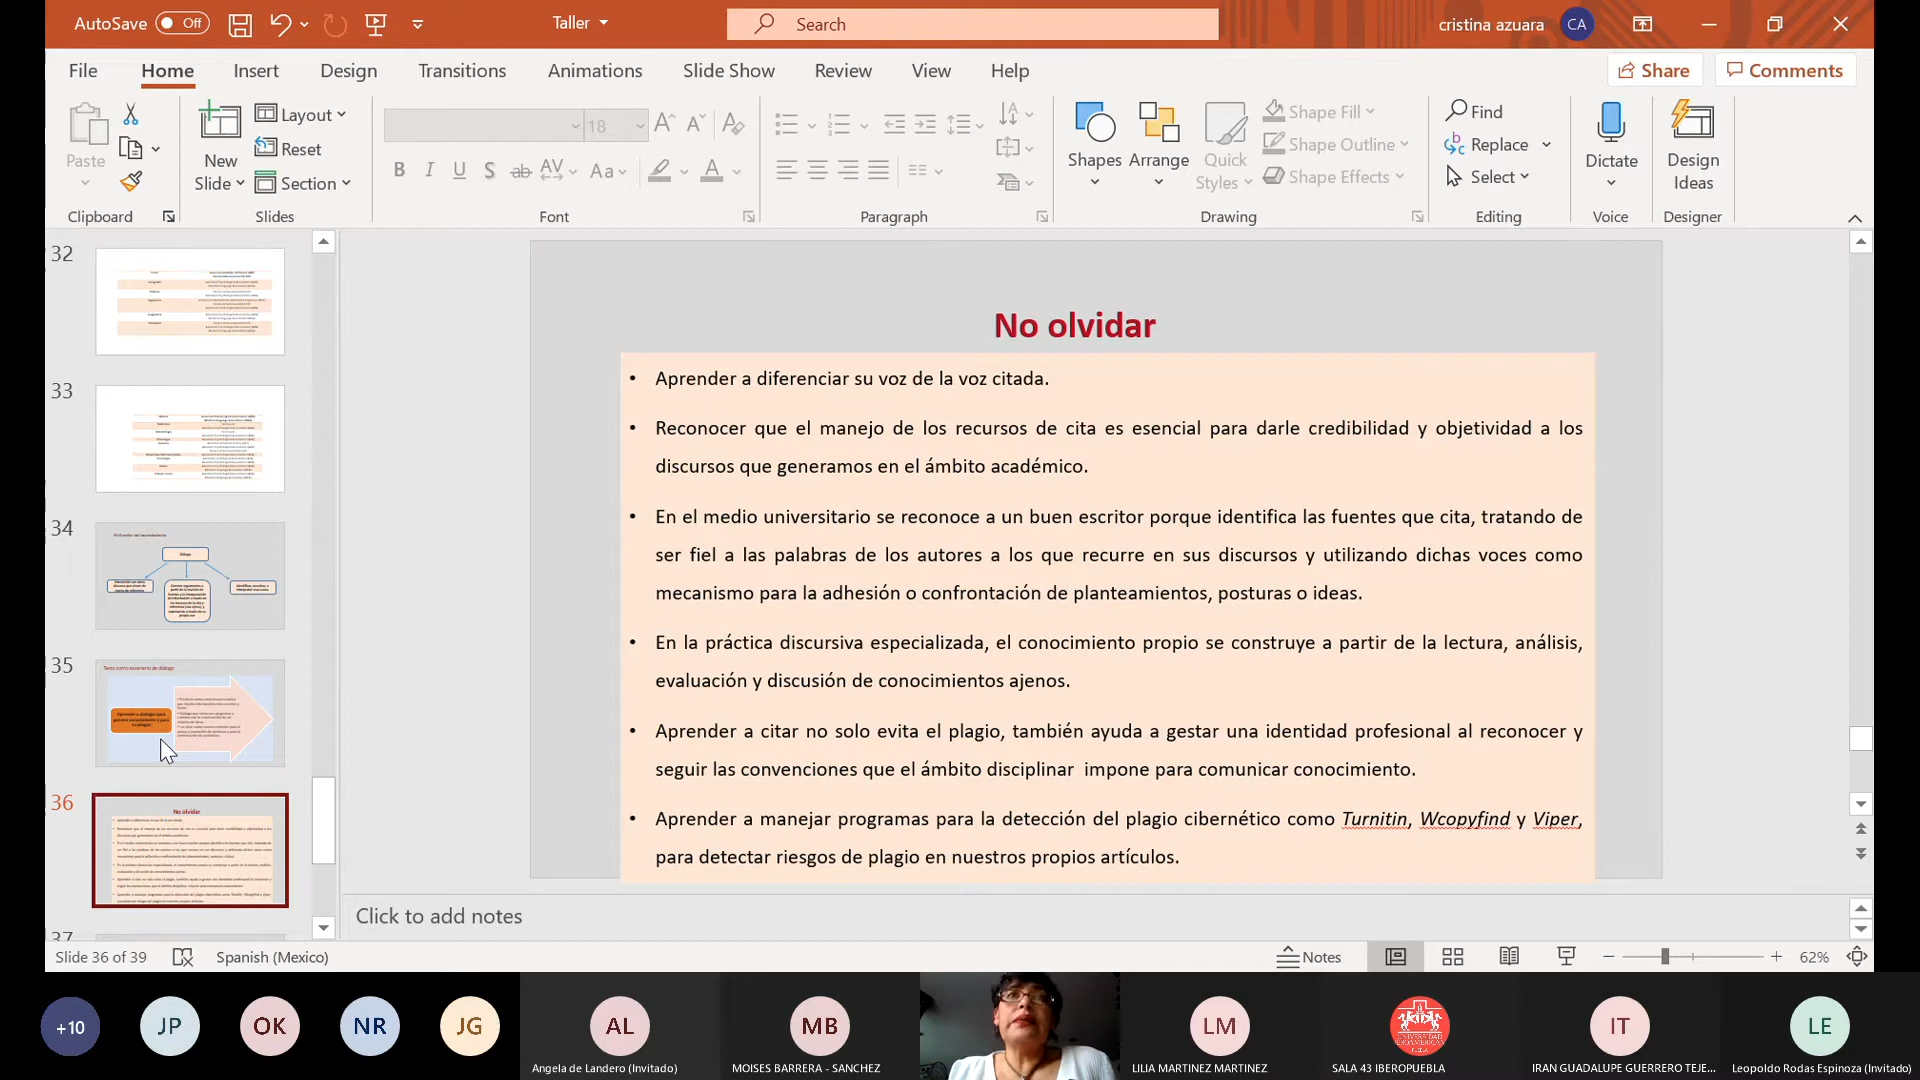 AutoSave Off Taller Search cristina azuara CA
File Home Insert Design Transitions Animations Slide Show Review View Help Share Comments
Paste New Slide Layout Reset Section 18 Shapes Arrange Quick Styles Shape Fill Shape Outline Shape Effects Find Replace Select Dictate Design Ideas
Clipboard Slides Font Paragraph Drawing Editing Voice Designer
32
33
34
35
Texto como escenario de diálogo
36
No olvidar
37
No olvidar
• Aprender a diferenciar su voz de la voz citada.
• Reconocer que el manejo de los recursos de cita es esencial para darle credibilidad y objetividad a los
discursos que generamos en el ámbito académico.
• En el medio universitario se reconoce a un buen escritor porque identifica las fuentes que cita, tratando de
ser fiel a las palabras de los autores a los que recurre en sus discursos y utilizando dichas voces como
mecanismo para la adhesión o confrontación de planteamientos, posturas o ideas.
• En la práctica discursiva especializada, el conocimiento propio se construye a partir de la lectura, análisis,
evaluación y discusión de conocimientos ajenos.
• Aprender a citar no solo evita el plagio, también ayuda a gestar una identidad profesional al reconocer y
seguir las convenciones que el ámbito disciplinar impone para comunicar conocimiento.
• Aprender a manejar programas para la detección del plagio cibernético como Turnitin, Wcopyfind y Viper,
para detectar riesgos de plagio en nuestros propios artículos.
Click to add notes
Slide 36 of 39 Spanish (Mexico) Notes 62%
+10 JP OK NR JG AL MB LM IT LE
Angela de Landero (Invitado) MOISES BARRERA - SANCHEZ LILIA MARTINEZ MARTINEZ SALA 43 IBEROPUEBLA IRAN GUADALUPE GUERRERO TEJE... Leopoldo Rodas Espinoza (Invitado)